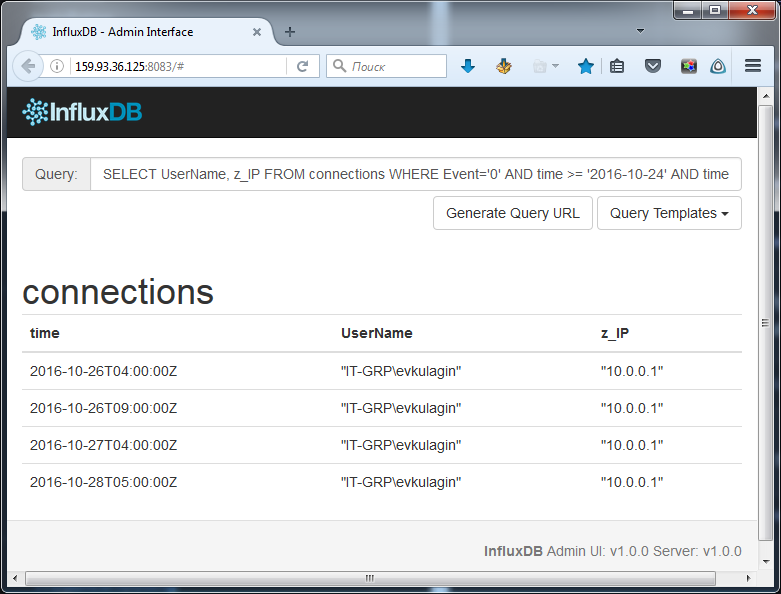 InfluxDB - Admin Interface
159.93.36.125:8083/#
Поиск
InfluxDB
Query: SELECT UserName, z_IP FROM connections WHERE Event='0' AND time >= '2016-10-24' AND time
Generate Query URL Query Templates
connections
time UserName z_IP
2016-10-26T04:00:00Z "IT-GRP\evkulagin" "10.0.0.1"
2016-10-26T09:00:00Z "IT-GRP\evkulagin" "10.0.0.1"
2016-10-27T04:00:00Z "IT-GRP\evkulagin" "10.0.0.1"
2016-10-28T05:00:00Z "IT-GRP\evkulagin" "10.0.0.1"
InfluxDB Admin UI: v1.0.0 Server: v1.0.0